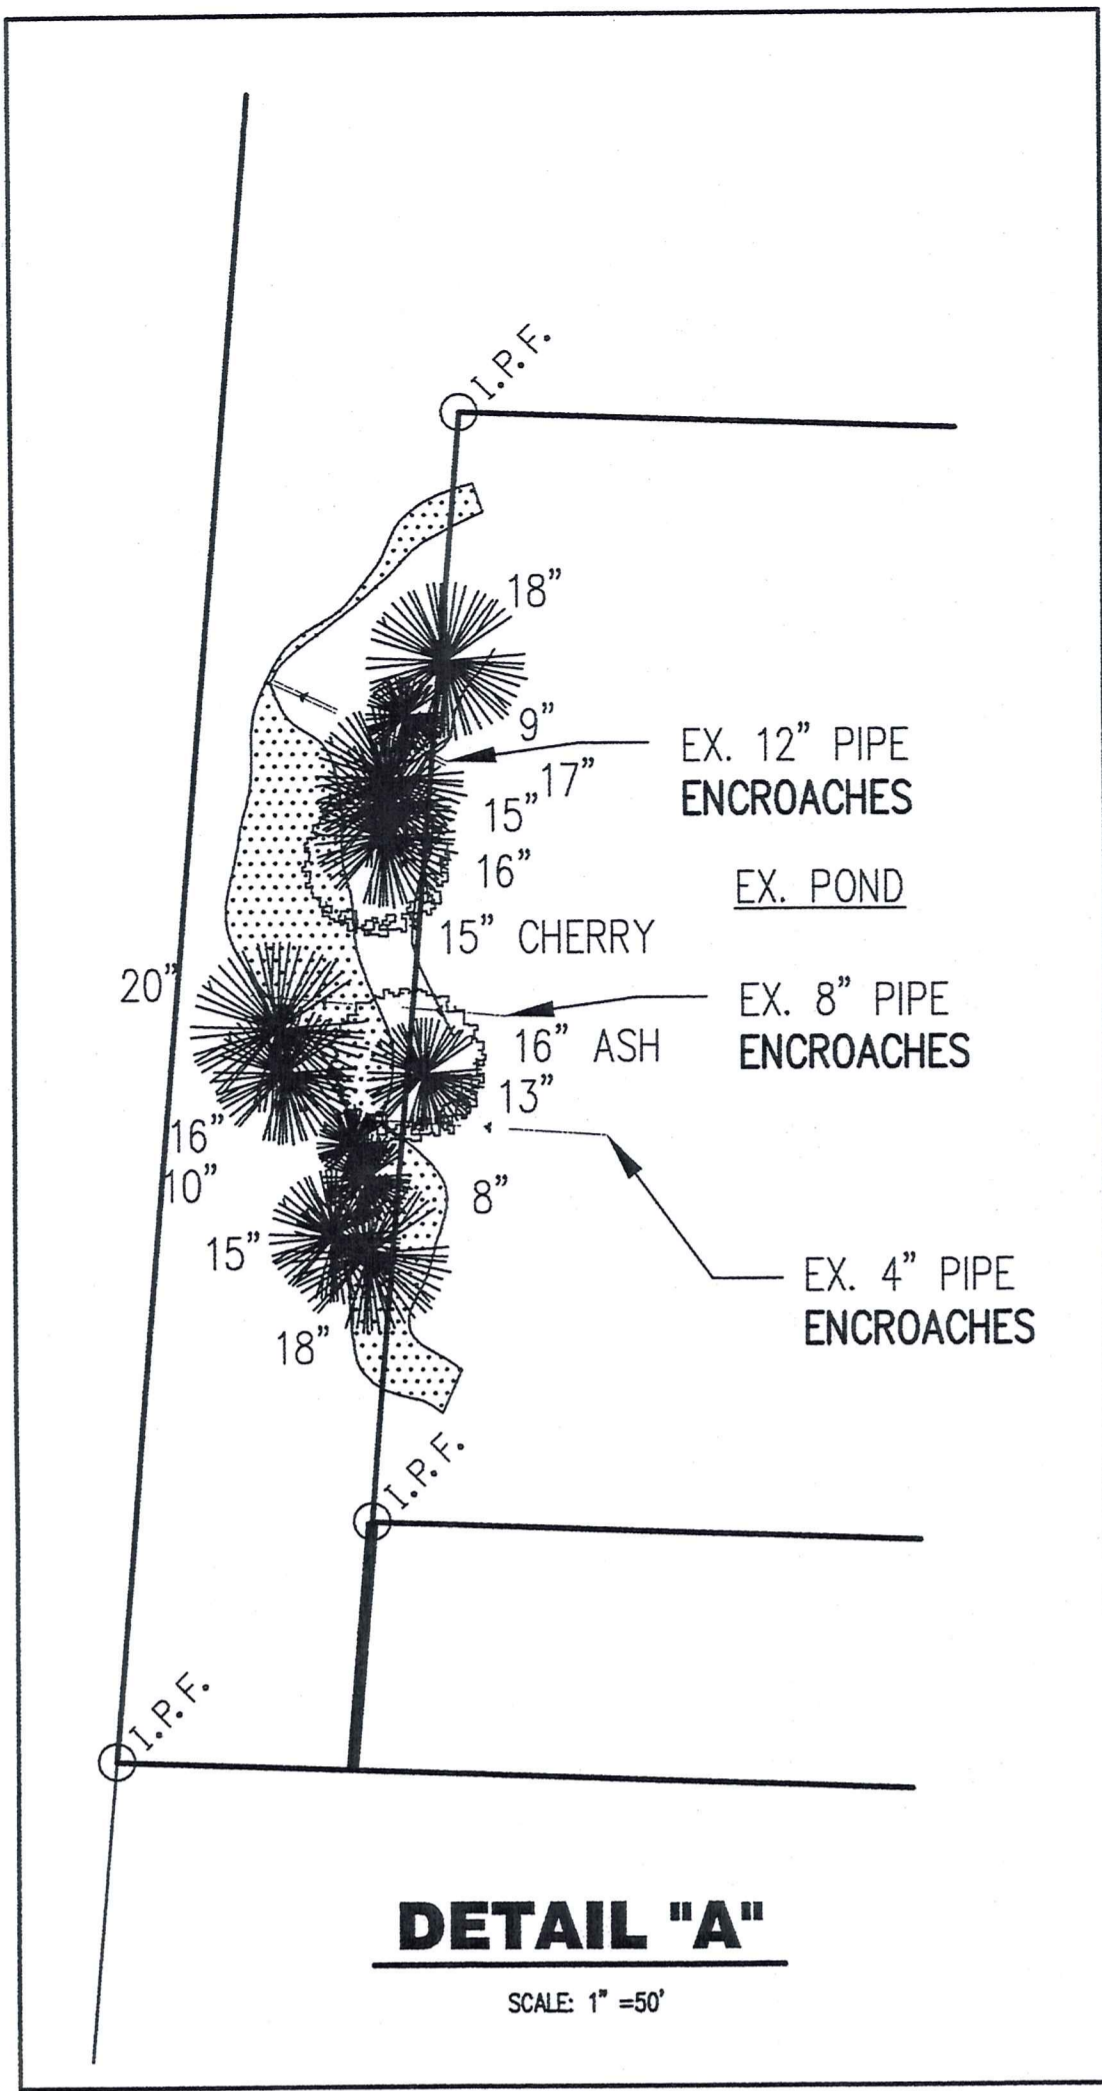 I.P.F.
18”
9”
EX. 12” PIPE
ENCROACHES
17”
15”
16”
EX. POND
15” CHERRY
20”
EX. 8” PIPE
ENCROACHES
16” ASH
13”
16”
10”
8”
15”
EX. 4” PIPE
ENCROACHES
18”
I.P.F.
I.P.F.
DETAIL "A"
SCALE: 1” =50’